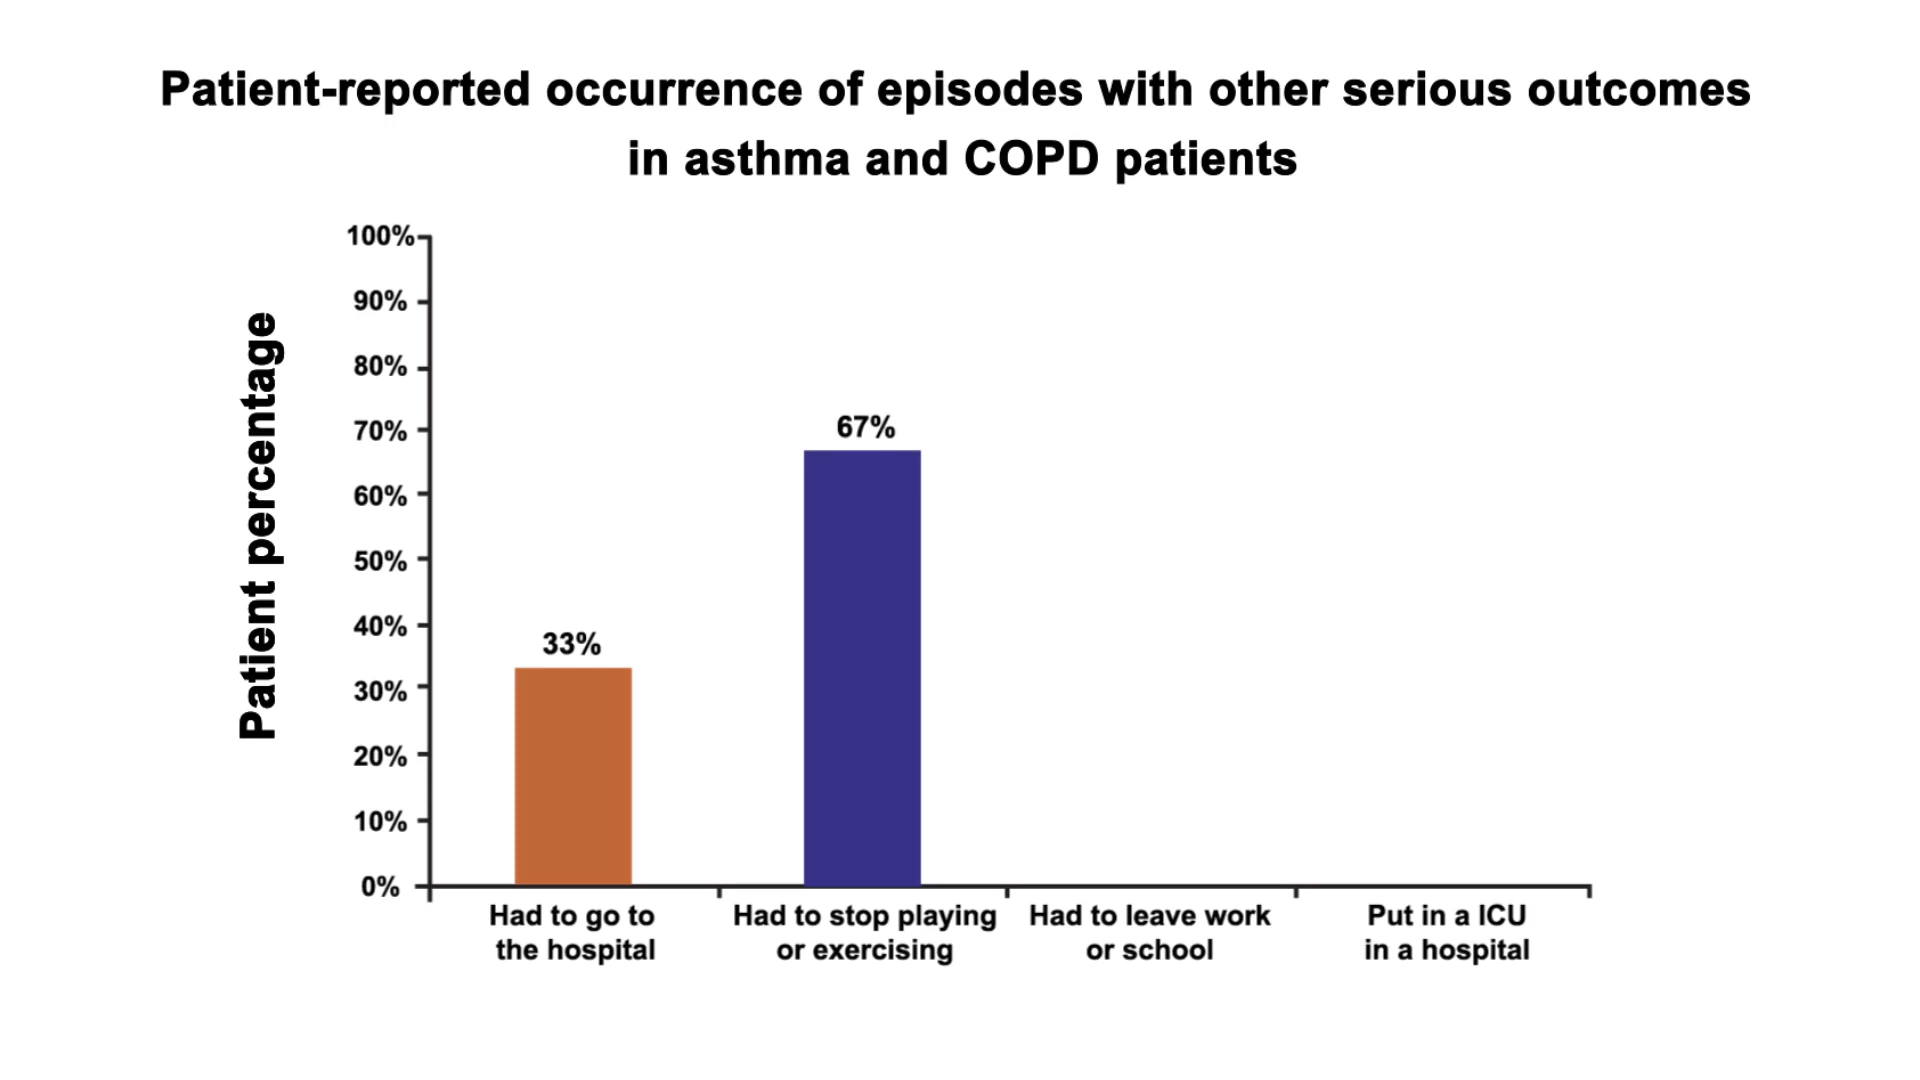 Patient-reported occurrence of episodes with other serious outcomes
in asthma and COPD patients
Patient percentage
100%
90%
80%
70%
60%
50%
40%
30%
20%
10%
0%
33%
67%
Had to go to
the hospital
Had to stop playing
or exercising
Had to leave work
or school
Put in a ICU
in a hospital